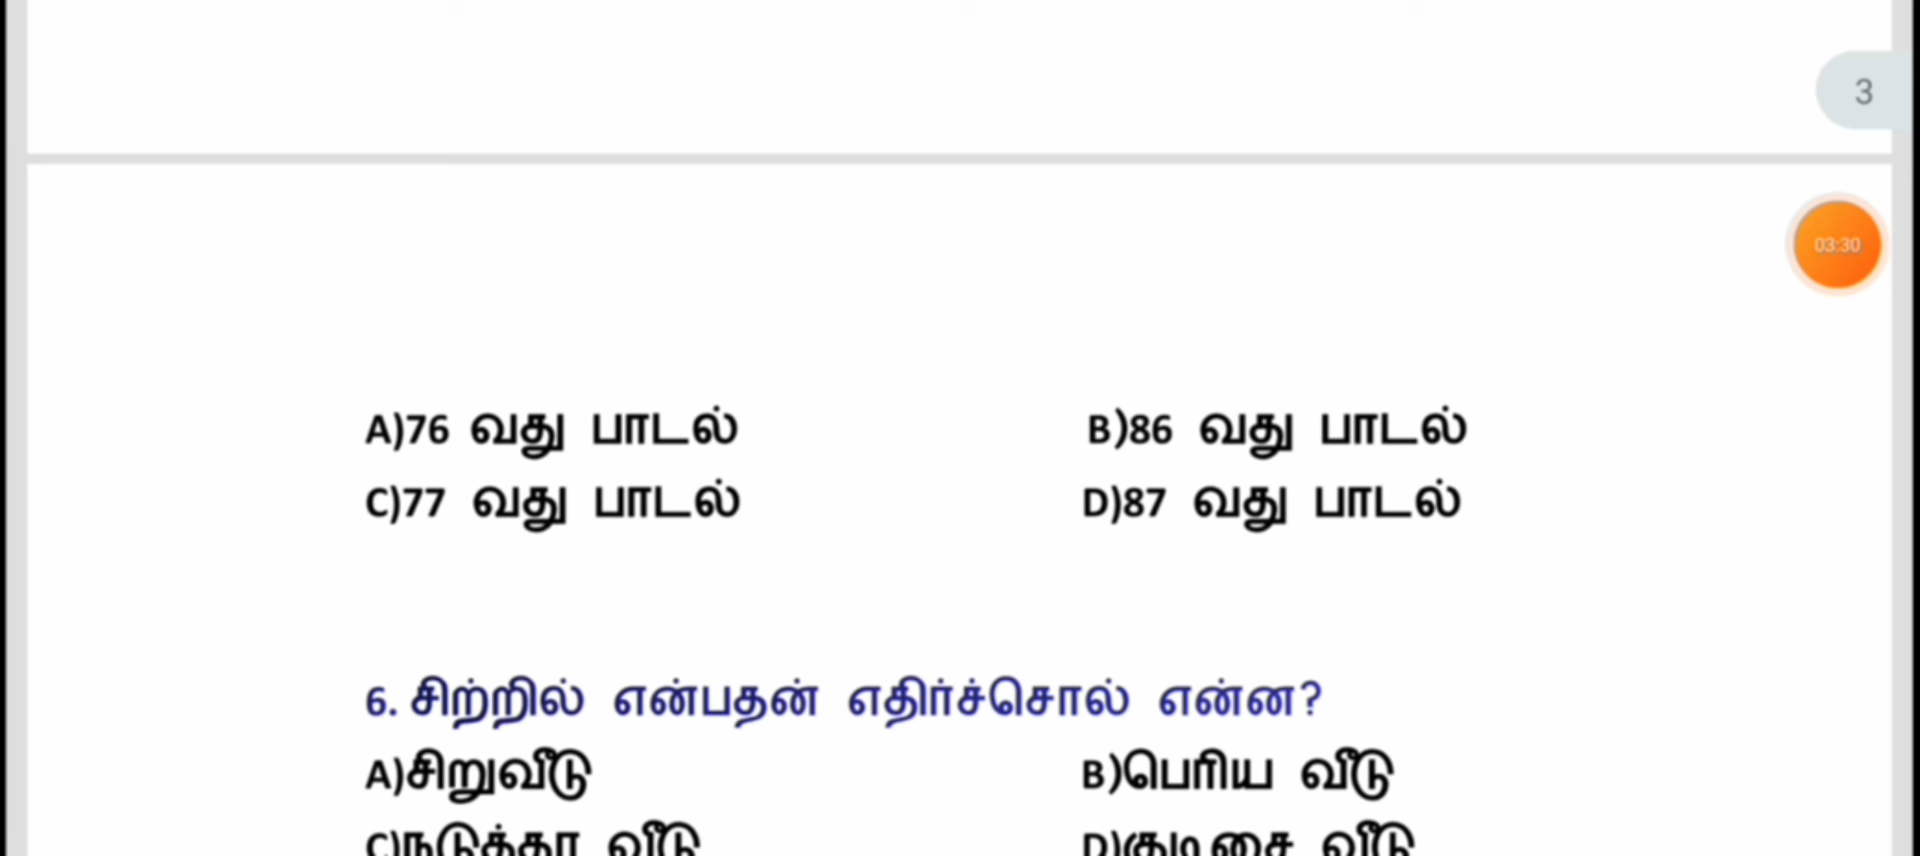 3
03:30
A)76 வது பாடல் B)86 வது பாடல்
C)77 வது பாடல் D)87 வது பாடல்
6. சிற்றில் என்பதன் எதிர்ச்சொல் என்ன?
A)சிறுவீடு B)பெரிய வீடு
C)நடுக்கா வீடு D)குடிசை வீடு